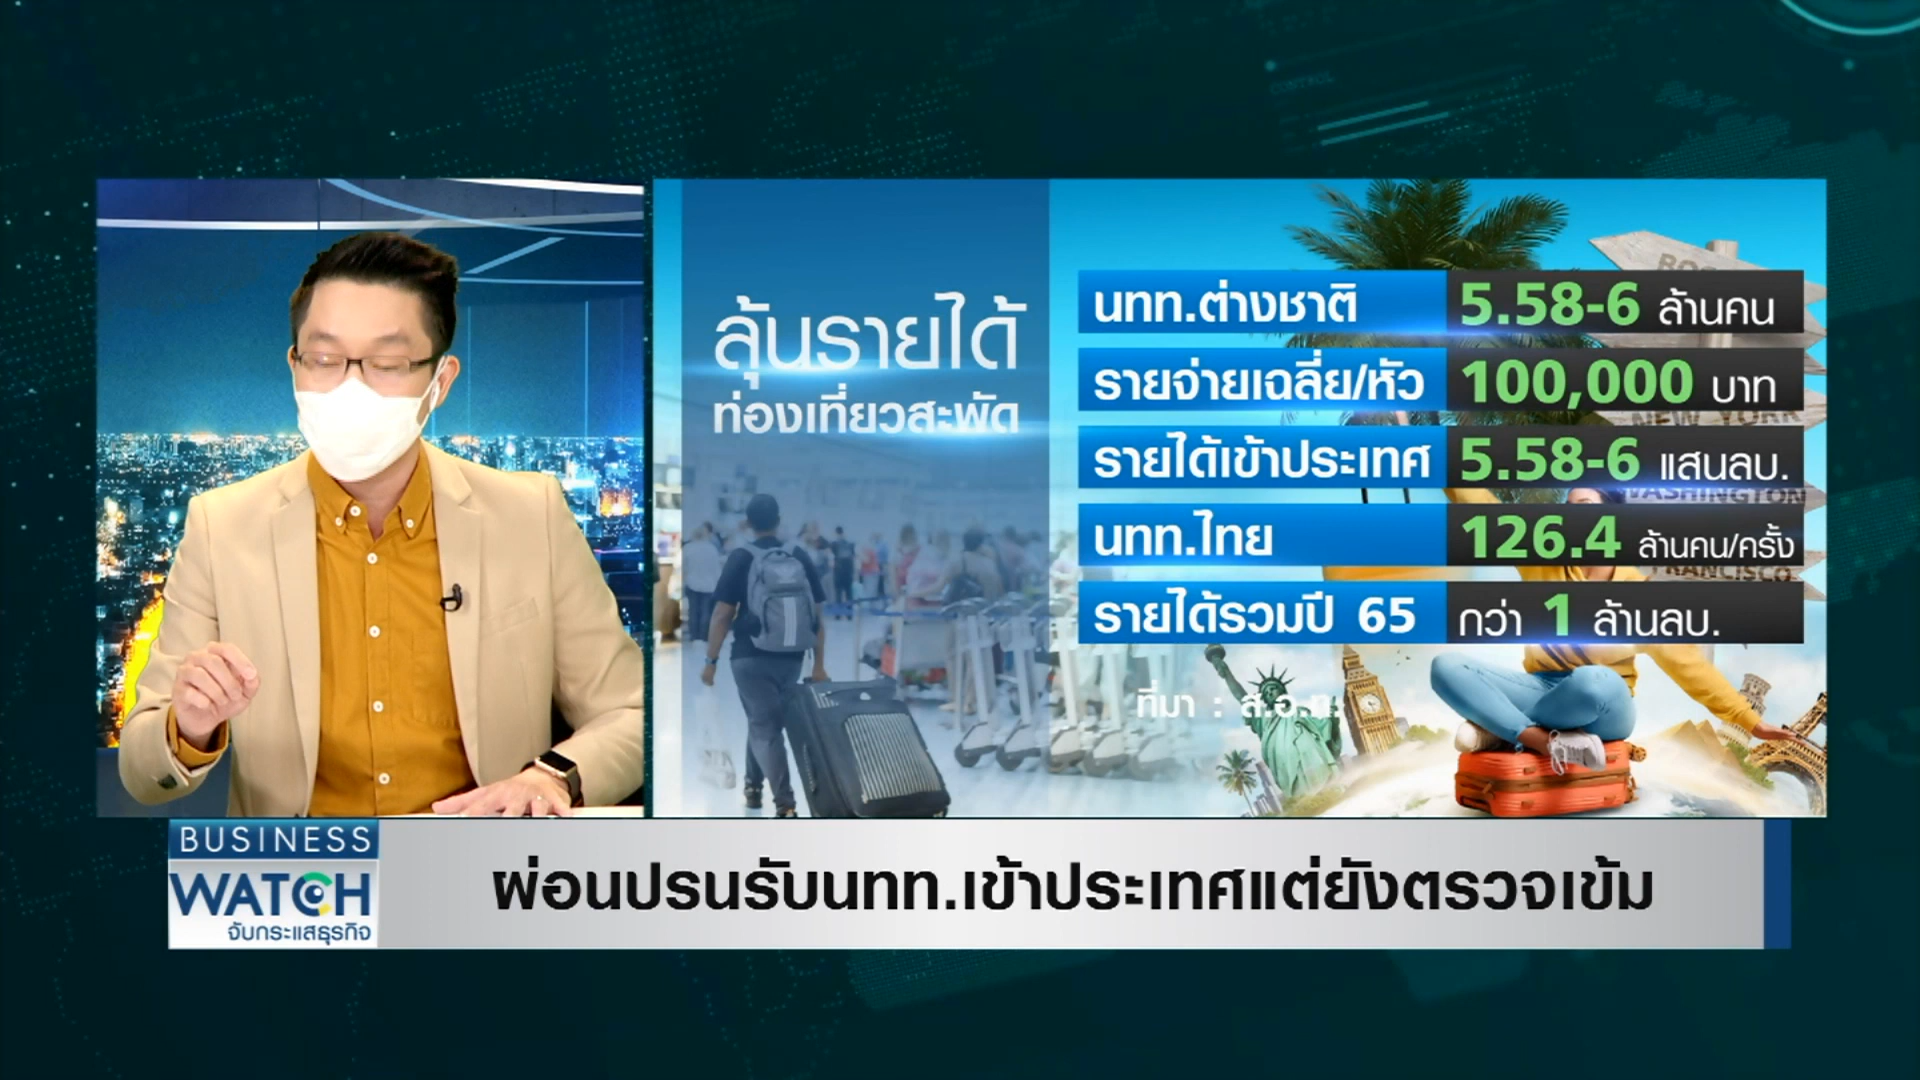 ลุ้นรายได้
ท่องเที่ยวสะพัด
นทท.ต่างชาติ 5.58-6 ล้านคน
รายจ่ายเฉลี่ย/หัว 100,000 บาท
NEW YORK
รายได้เข้าประเทศ 5.58-6 แสนลบ.
WASHINGTON
นทท.ไทย 126.4 ล้านคน/ครั้ง
FRANCISCO
รายได้รวมปี 65 กว่า 1 ล้านลบ.
ที่มา : ส.อ.ท.
BUSINESS
WATCH
จับกระแสธุรกิจ
ผ่อนปรนรับนทท.เข้าประเทศแต่ยังตรวจเข้ม